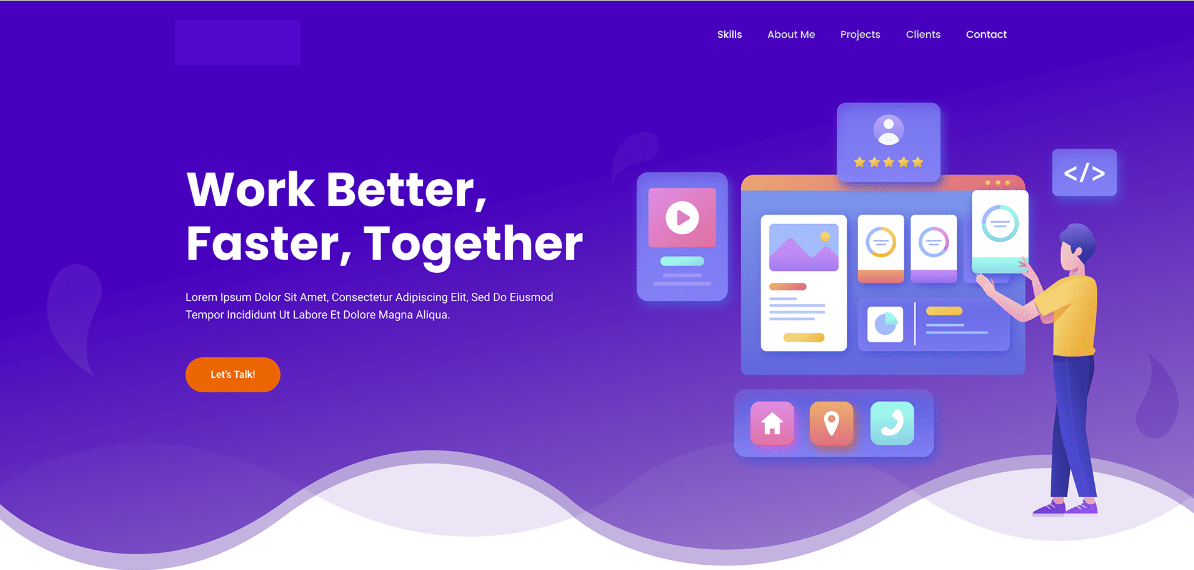 Skills About Me Projects Clients Contact
</>
Work Better,
Faster, Together
Lorem Ipsum Dolor Sit Amet, Consectetur Adipiscing Elit, Sed Do Eiusmod
Tempor Incididunt Ut Labore Et Dolore Magna Aliqua.
Let's Talk!